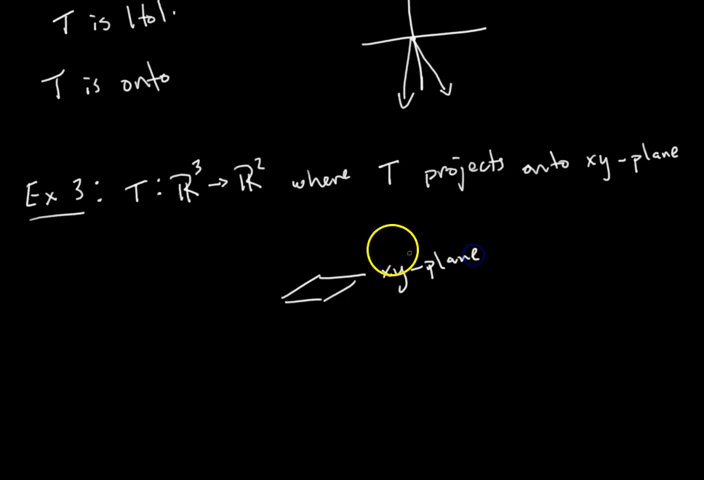 T is 1to1.
T is onto
Ex 3: T: ℝ³ → ℝ² where T projects onto xy-plane
xy-plane